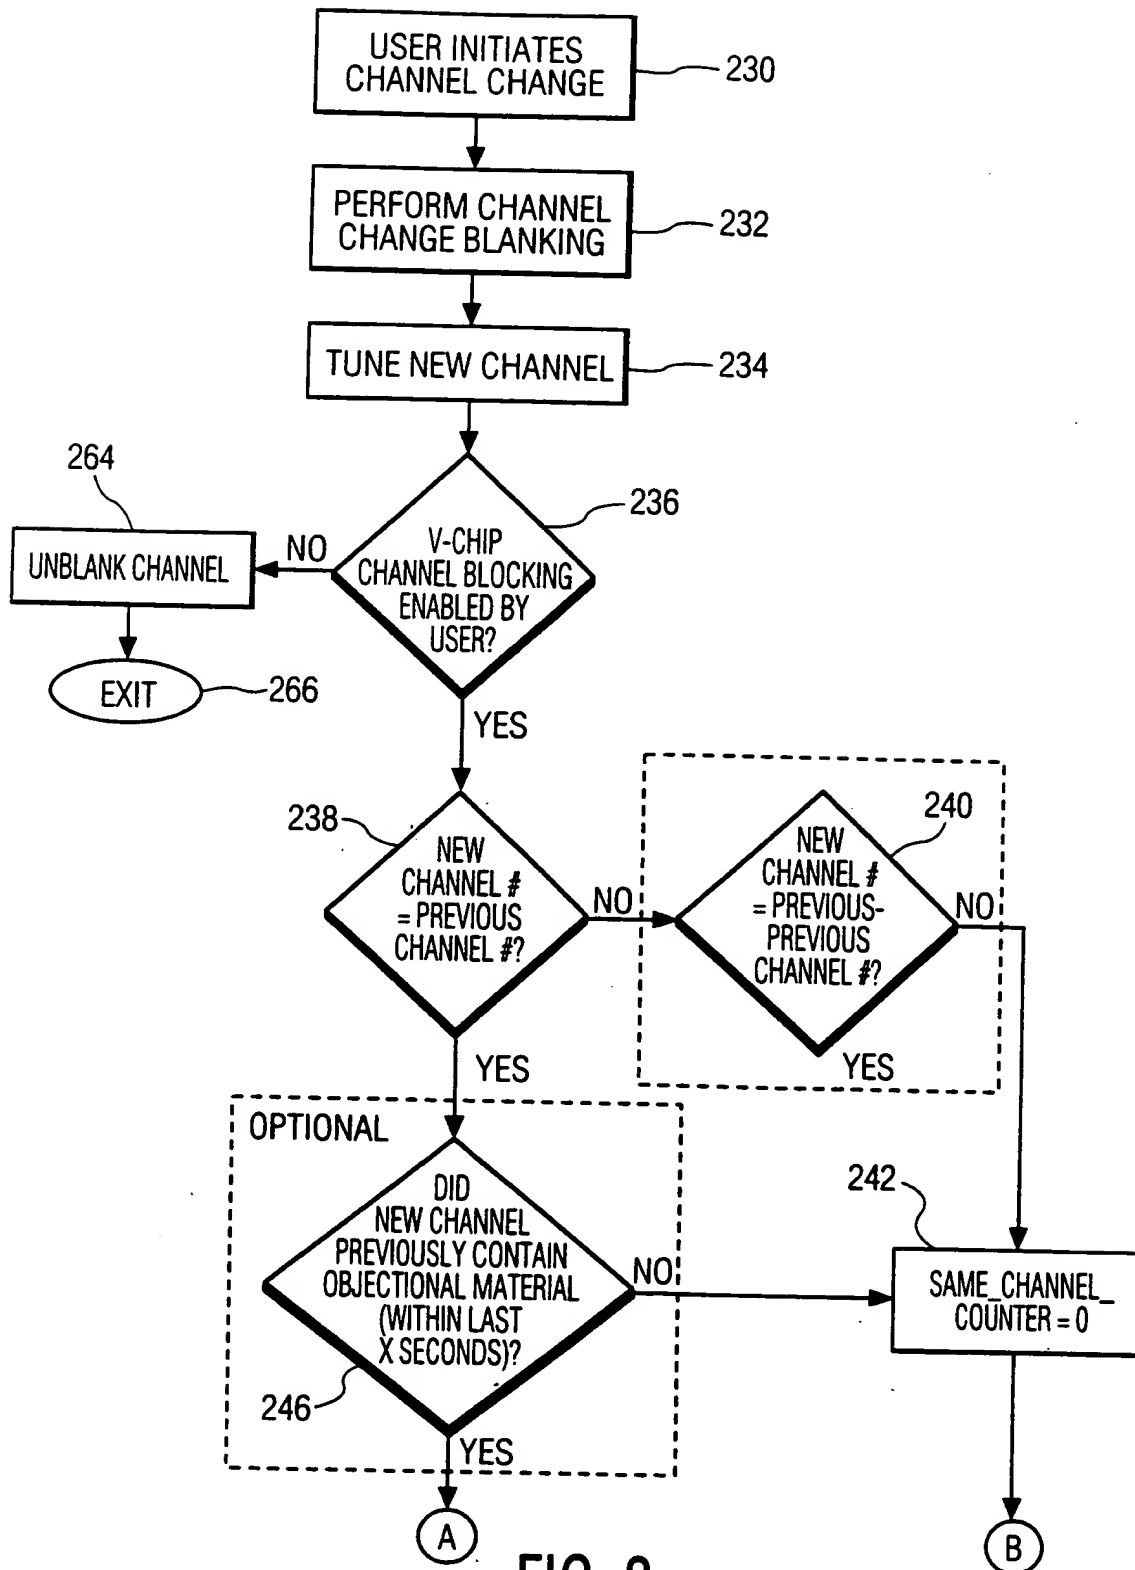 USER INITIATES
CHANNEL CHANGE
230
PERFORM CHANNEL
CHANGE BLANKING
232
TUNE NEW CHANNEL
234
264
236
UNBLANK CHANNEL
NO
V-CHIP
CHANNEL BLOCKING
ENABLED BY
USER?
EXIT
266
YES
238
NEW
CHANNEL #
= PREVIOUS
CHANNEL #?
NO
240
NEW
CHANNEL #
= PREVIOUS-
PREVIOUS
CHANNEL #?
NO
YES
YES
OPTIONAL
DID
NEW CHANNEL
PREVIOUSLY CONTAIN
OBJECTIONAL MATERIAL
(WITHIN LAST
X SECONDS)?
NO
246
YES
242
SAME_CHANNEL_
COUNTER = 0
A
B
FIG.